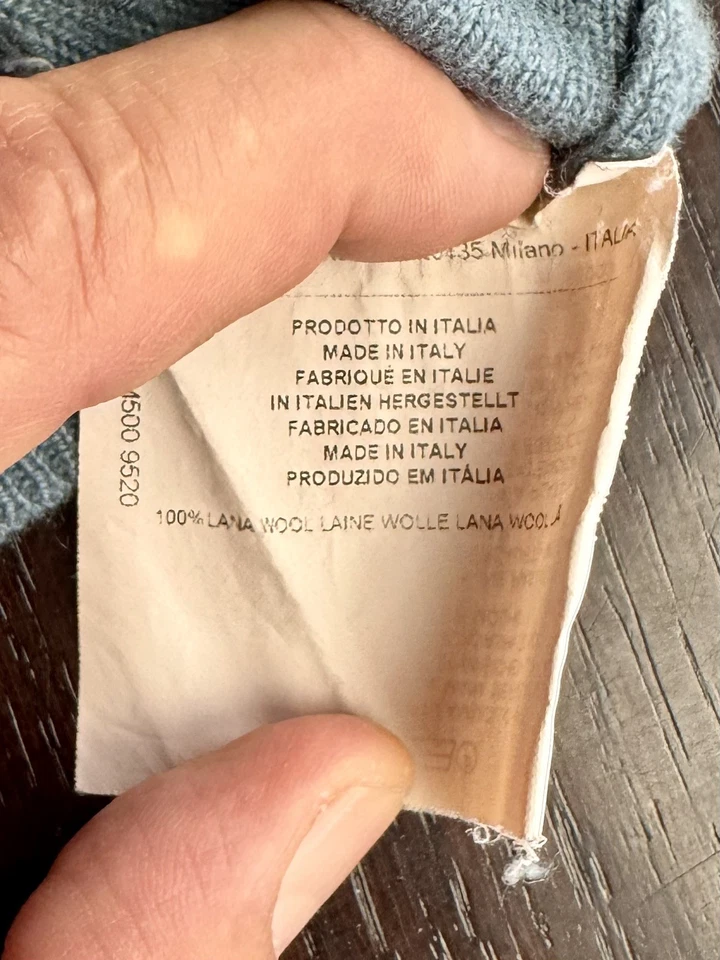 Milano - ITALIA
PRODOTTO IN ITALIA
MADE IN ITALY
FABRIQUÉ EN ITALIE
IN ITALIEN HERGESTELLT
FABRICADO EN ITALIA
MADE IN ITALY
PRODUZIDO EM ITÁLIA
100% LANA WOOL LAINE WOLLE LANA WOOL
9520